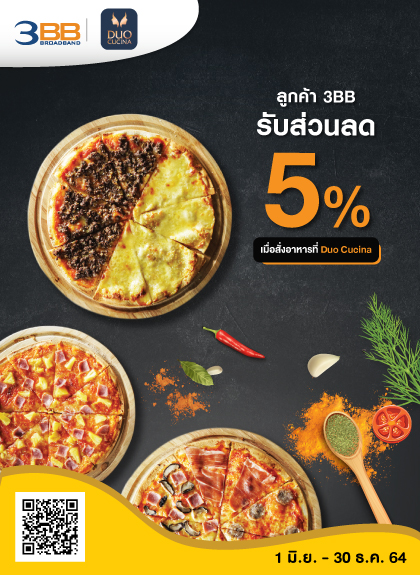 3BB
BROADBAND
DUO
CUCINA
ลูกค้า 3BB
รับส่วนลด
5%
เมื่อสั่งอาหารที่ Duo Cucina
1 มิ.ย. - 30 ธ.ค. 64